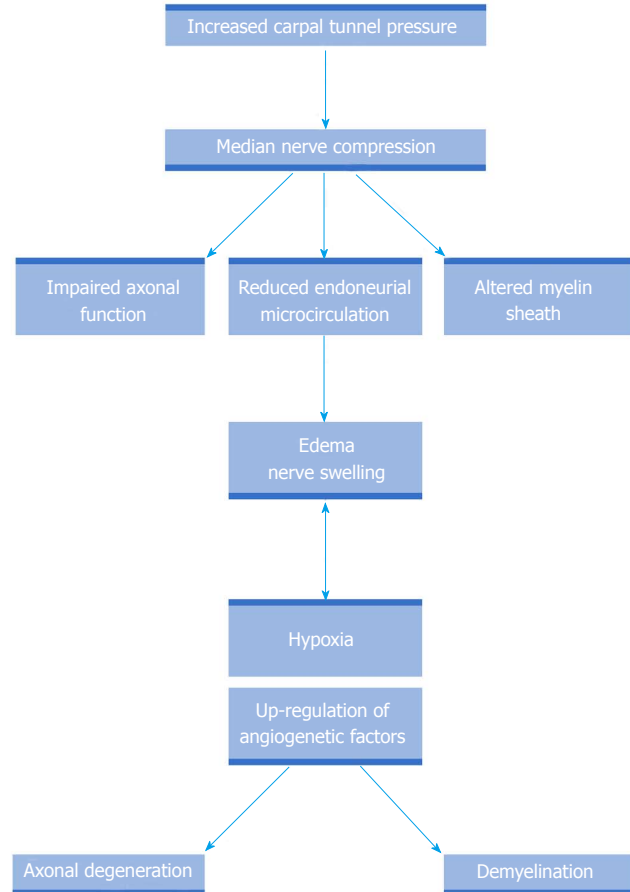 Increased carpal tunnel pressure
Median nerve compression
Impaired axonal
function
Reduced endoneurial
microcirculation
Altered myelin
sheath
Edema
nerve swelling
Hypoxia
Up-regulation of
angiogenetic factors
Axonal degeneration
Demyelination